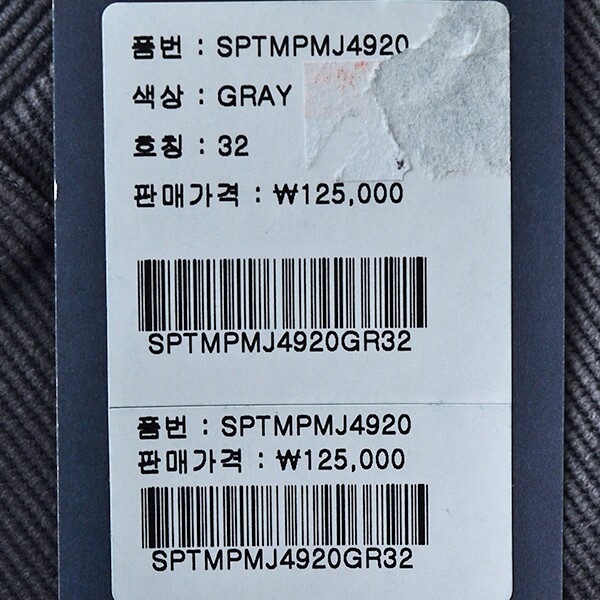 품번 : SPTMPMJ4920
색상 : GRAY
호칭 : 32
판매가격 : ₩125,000
SPTMPMJ4920GR32
품번 : SPTMPMJ4920
판매가격 : ₩125,000
SPTMPMJ4920GR32